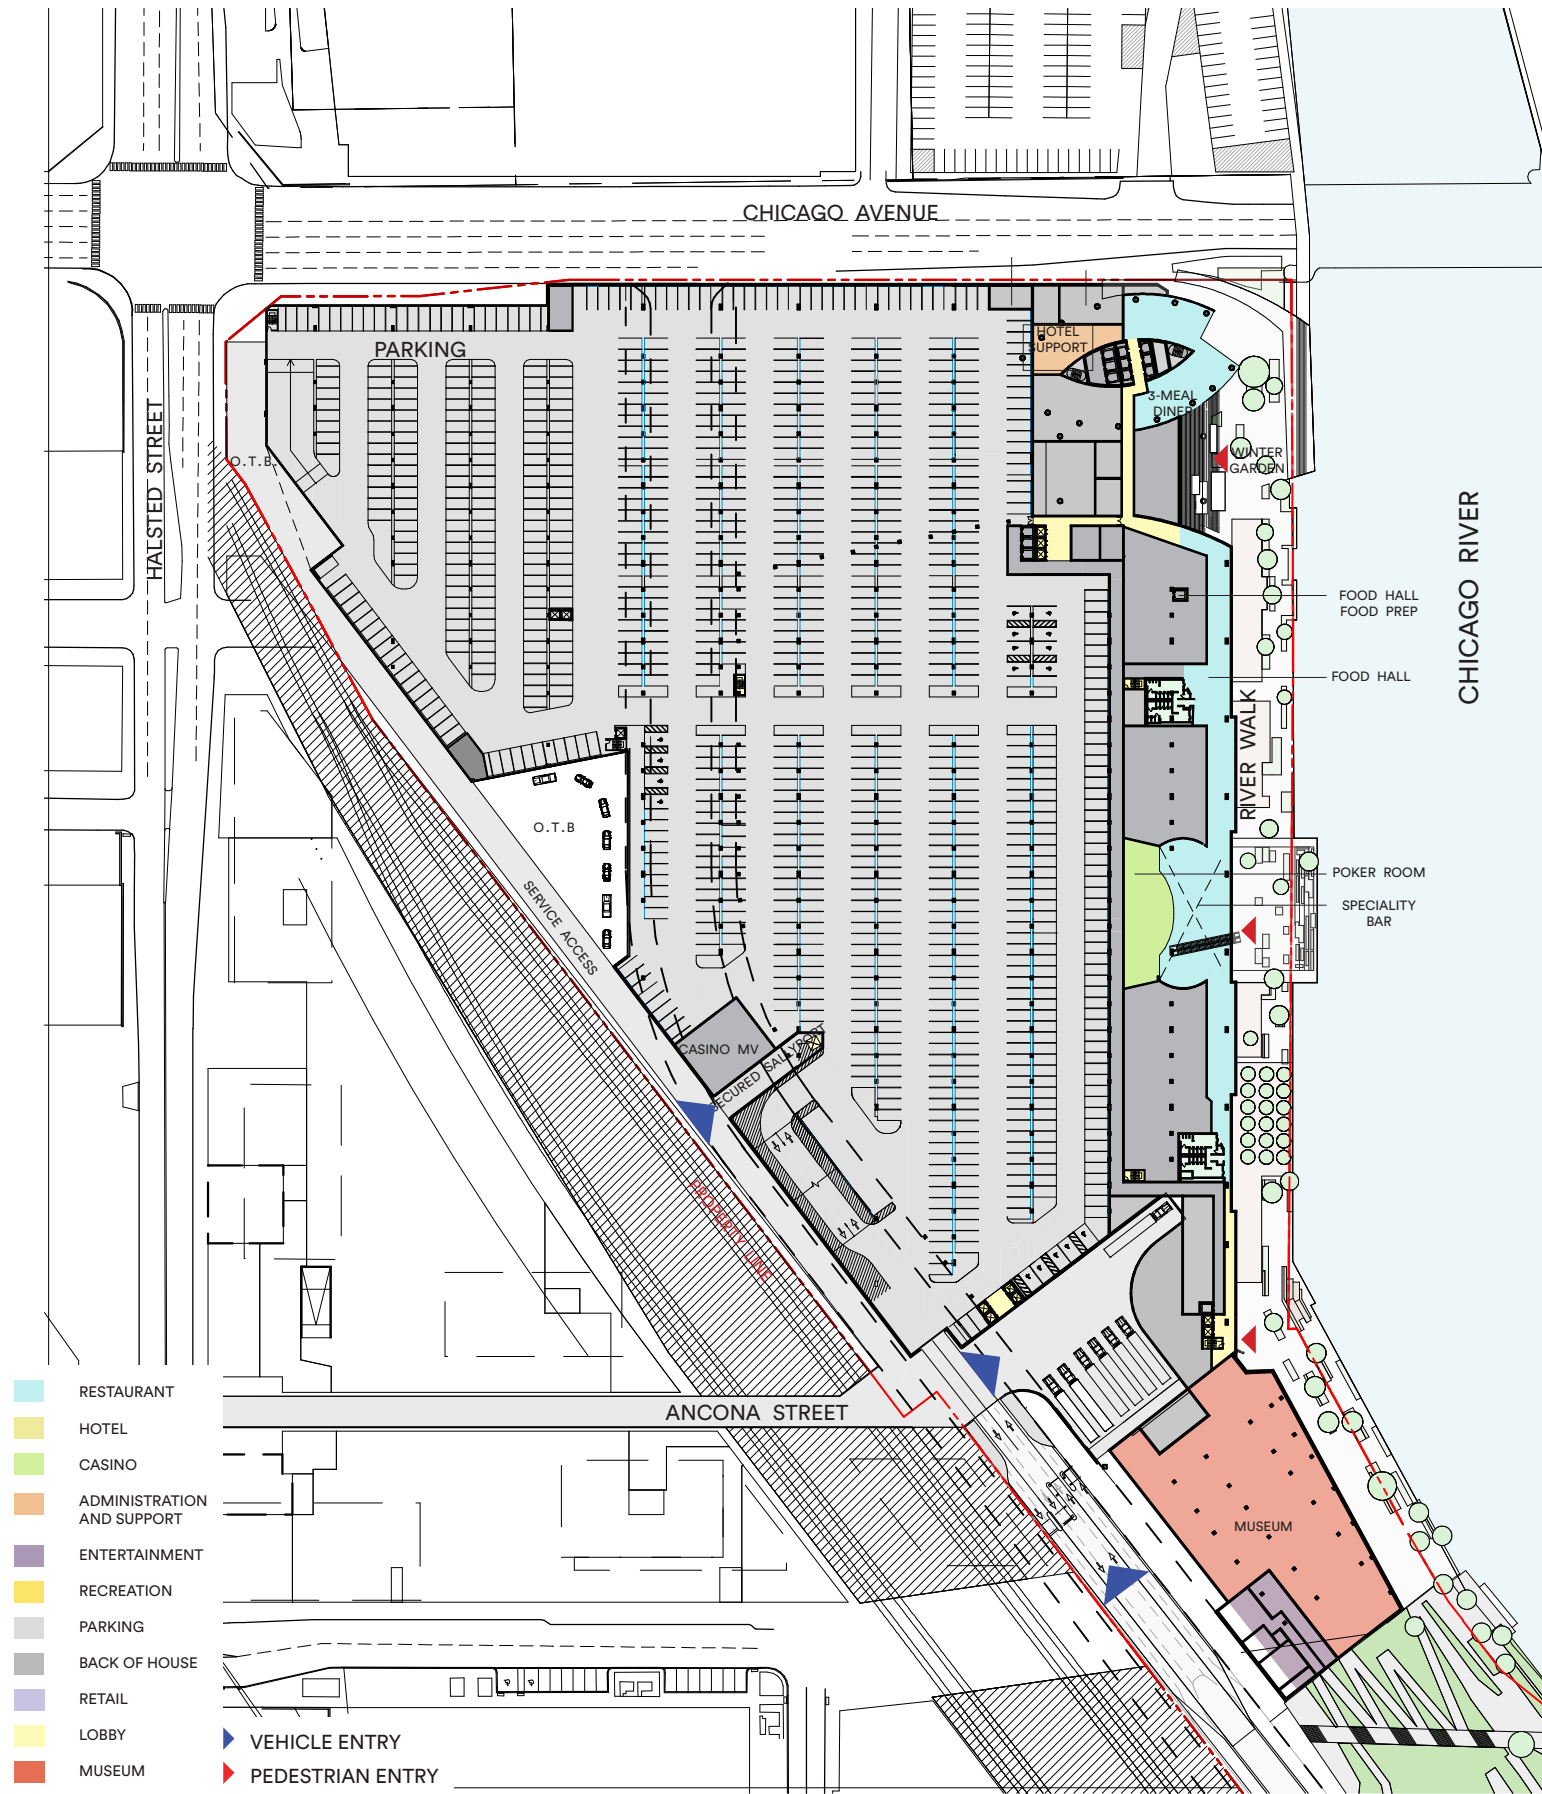 CHICAGO AVENUE
PARKING
HOTEL
SUPPORT
3-MEAL
DINER
WINTER
GARDEN
HALSTED STREET
O.T.B.
CHICAGO RIVER
FOOD HALL
FOOD PREP
FOOD HALL
RIVER WALK
O.T.B
POKER ROOM
SPECIALITY
BAR
SERVICE ACCESS
CASINO MV
SECURED SALLYPORT
PROPERTY LINE
ANCONA STREET
MUSEUM
RESTAURANT
HOTEL
CASINO
ADMINISTRATION
AND SUPPORT
ENTERTAINMENT
RECREATION
PARKING
BACK OF HOUSE
RETAIL
LOBBY
MUSEUM
VEHICLE ENTRY
PEDESTRIAN ENTRY